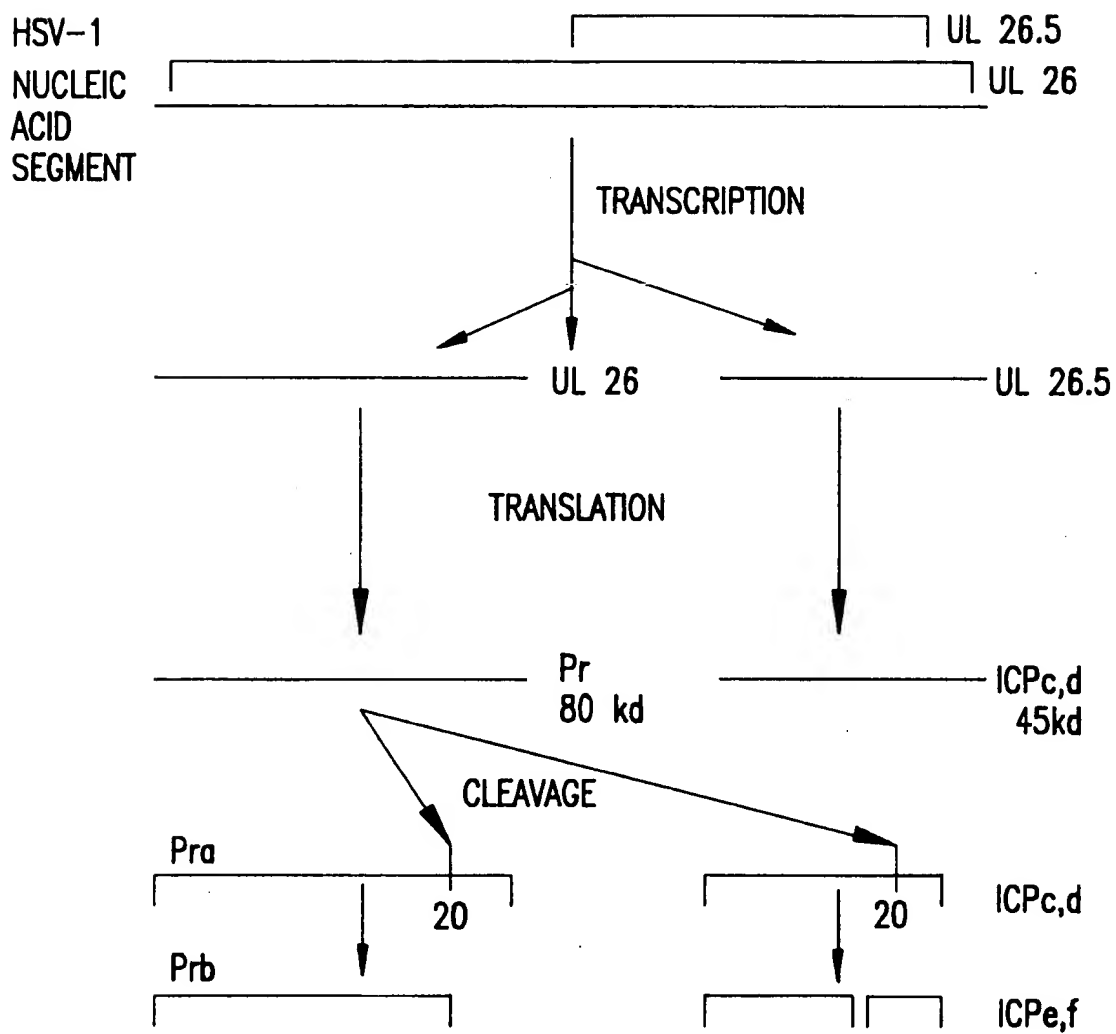 HSV-1
UL 26.5
NUCLEIC
UL 26
ACID
SEGMENT
TRANSCRIPTION
UL 26
UL 26.5
TRANSLATION
Pr
80 kd
ICPc,d
45kd
CLEAVAGE
Pra
20
20
ICPc,d
Prb
ICPe,f